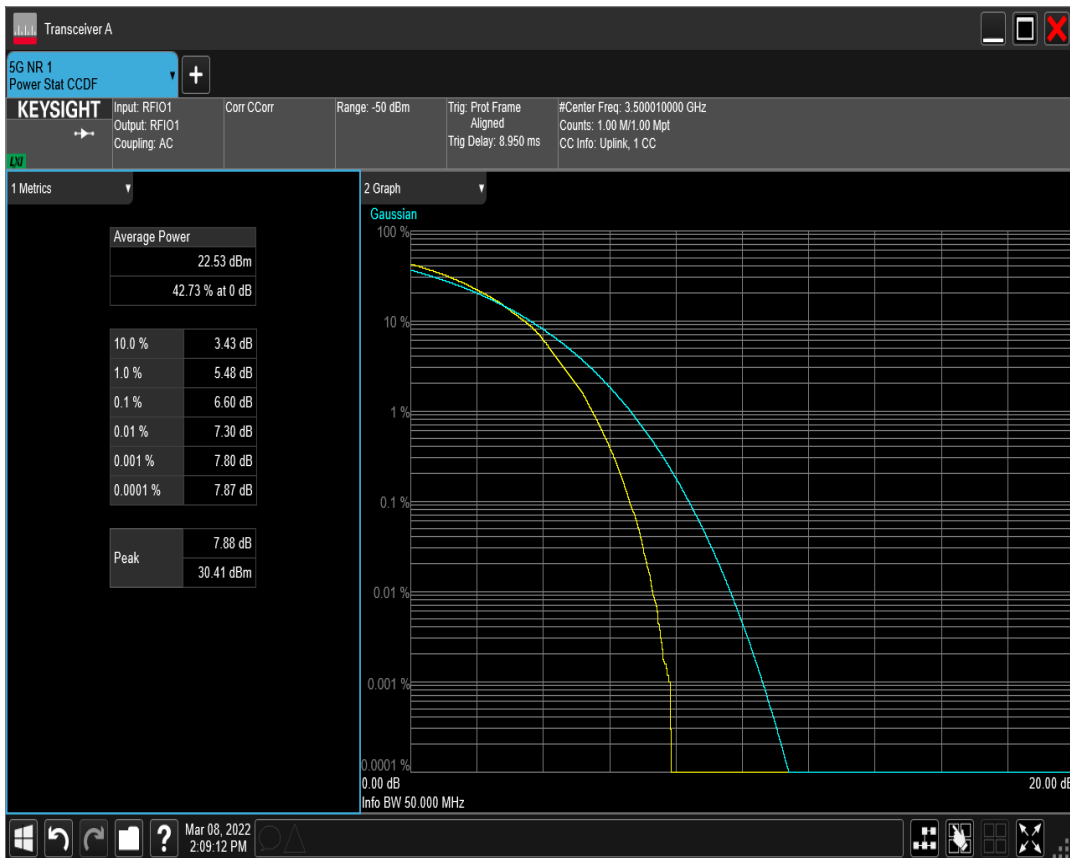 Transceiver A
5G NR 1
Power Stat CCDF
+
KEYSIGHT
LXI
Input: RFIO1
Output: RFIO1
Coupling: AC
Corr CCorr
Range: -50 dBm
Trig: Prot Frame
Aligned
Trig Delay: 8.950 ms
#Center Freq: 3.500010000 GHz
Counts: 1.00 M/1.00 Mpt
CC Info: Uplink, 1 CC
1 Metrics
Average Power
22.53 dBm
42.73 % at 0 dB
10.0 % 3.43 dB
1.0 % 5.48 dB
0.1 % 6.60 dB
0.01 % 7.30 dB
0.001 % 7.80 dB
0.0001 % 7.87 dB
Peak 7.88 dB
30.41 dBm
2 Graph
Gaussian
100 %
10 %
1 %
0.1 %
0.01 %
0.001 %
0.0001 %
0.00 dB 20.00 dB
Info BW 50.000 MHz
?
Mar 08, 2022
2:09:12 PM